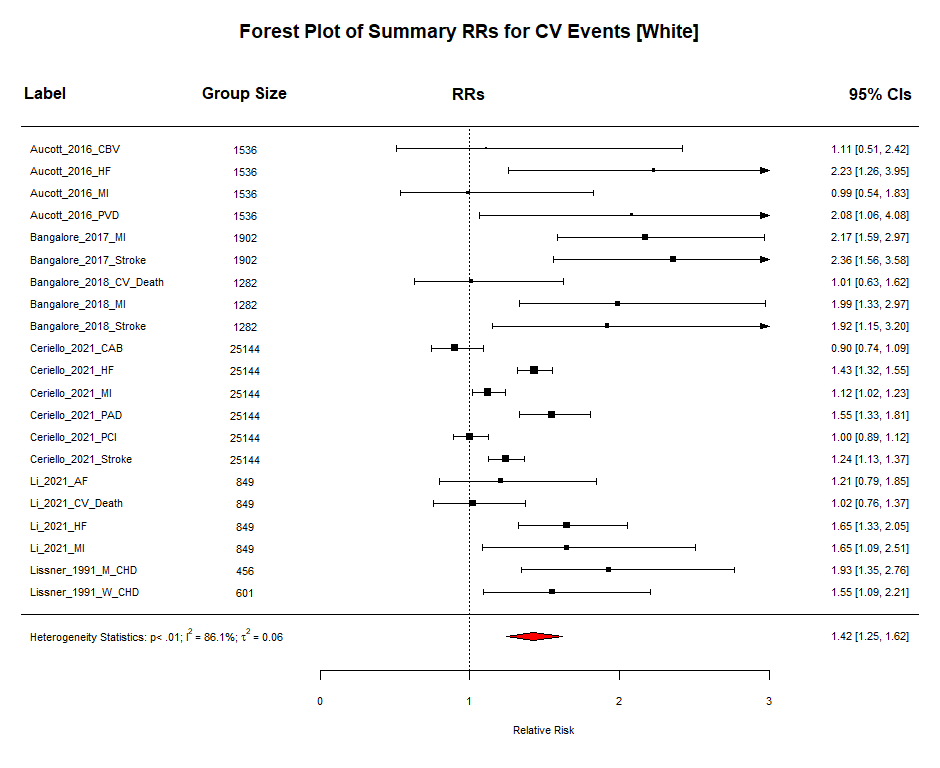 Forest Plot of Summary RRs for CV Events [White]
Label Group Size RRs 95% CIs
Aucott_2016_CBV 1536 1.11 [0.51, 2.42]
Aucott_2016_HF 1536 2.23 [1.26, 3.95]
Aucott_2016_MI 1536 0.99 [0.54, 1.83]
Aucott_2016_PVD 1536 2.08 [1.06, 4.08]
Bangalore_2017_MI 1902 2.17 [1.59, 2.97]
Bangalore_2017_Stroke 1902 2.36 [1.56, 3.58]
Bangalore_2018_CV_Death 1282 1.01 [0.63, 1.62]
Bangalore_2018_MI 1282 1.99 [1.33, 2.97]
Bangalore_2018_Stroke 1282 1.92 [1.15, 3.20]
Ceriello_2021_CAB 25144 0.90 [0.74, 1.09]
Ceriello_2021_HF 25144 1.43 [1.32, 1.55]
Ceriello_2021_MI 25144 1.12 [1.02, 1.23]
Ceriello_2021_PAD 25144 1.55 [1.33, 1.81]
Ceriello_2021_PCI 25144 1.00 [0.89, 1.12]
Ceriello_2021_Stroke 25144 1.24 [1.13, 1.37]
Li_2021_AF 849 1.21 [0.79, 1.85]
Li_2021_CV_Death 849 1.02 [0.76, 1.37]
Li_2021_HF 849 1.65 [1.33, 2.05]
Li_2021_MI 849 1.65 [1.09, 2.51]
Lissner_1991_M_CHD 456 1.93 [1.35, 2.76]
Lissner_1991_W_CHD 601 1.55 [1.09, 2.21]
Heterogeneity Statistics: p< .01; I² = 86.1%; τ² = 0.06 1.42 [1.25, 1.62]
0 1 2 3
Relative Risk